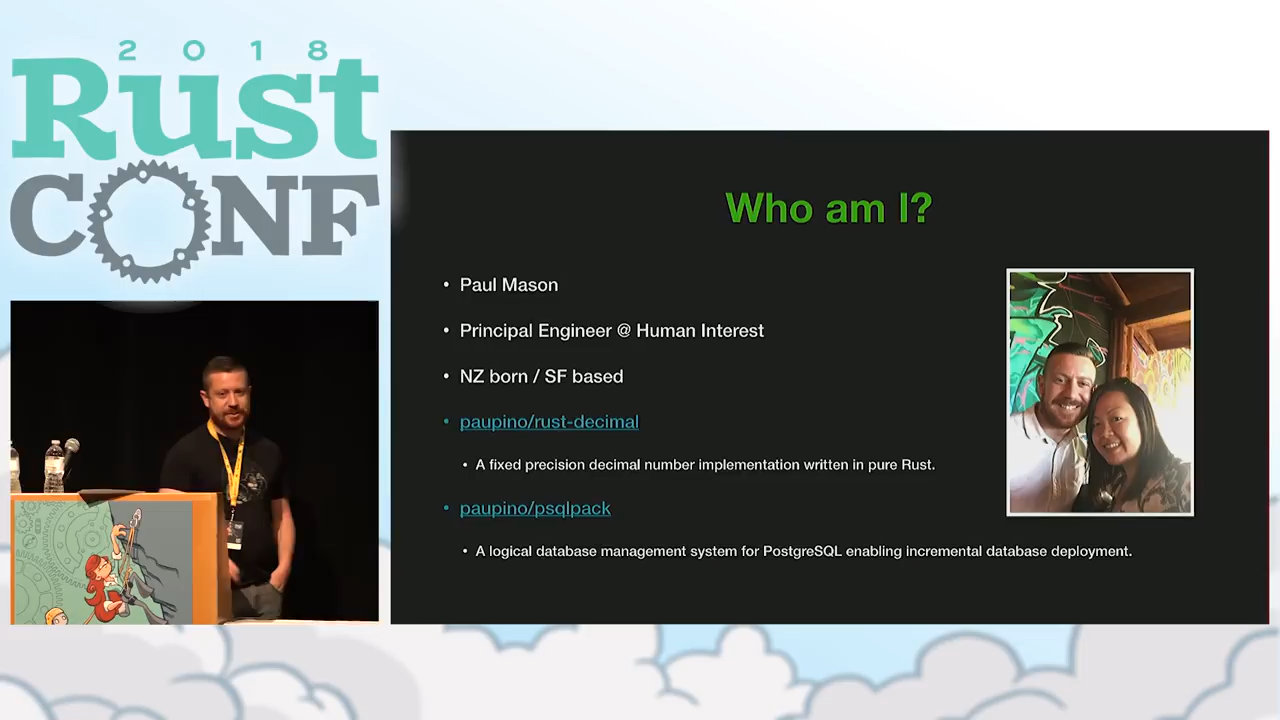 2018
Rust
CONF
Who am I?
• Paul Mason
• Principal Engineer @ Human Interest
• NZ born / SF based
• paupino/rust-decimal
• A fixed precision decimal number implementation written in pure Rust.
• paupino/psqlpack
• A logical database management system for PostgreSQL enabling incremental database deployment.